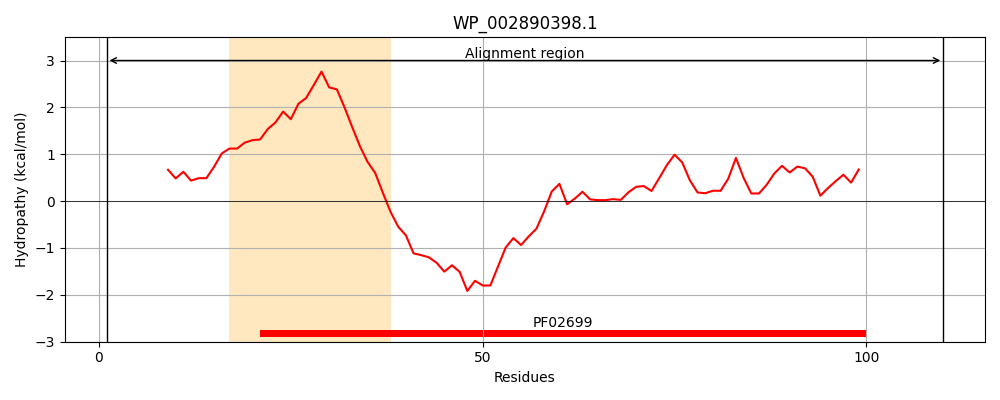 WP_002890398.1
Alignment region
Hydropathy (kcal/mol)
3
2
1
0
−1
−2
−3
PF02699
0
50
100
Residues